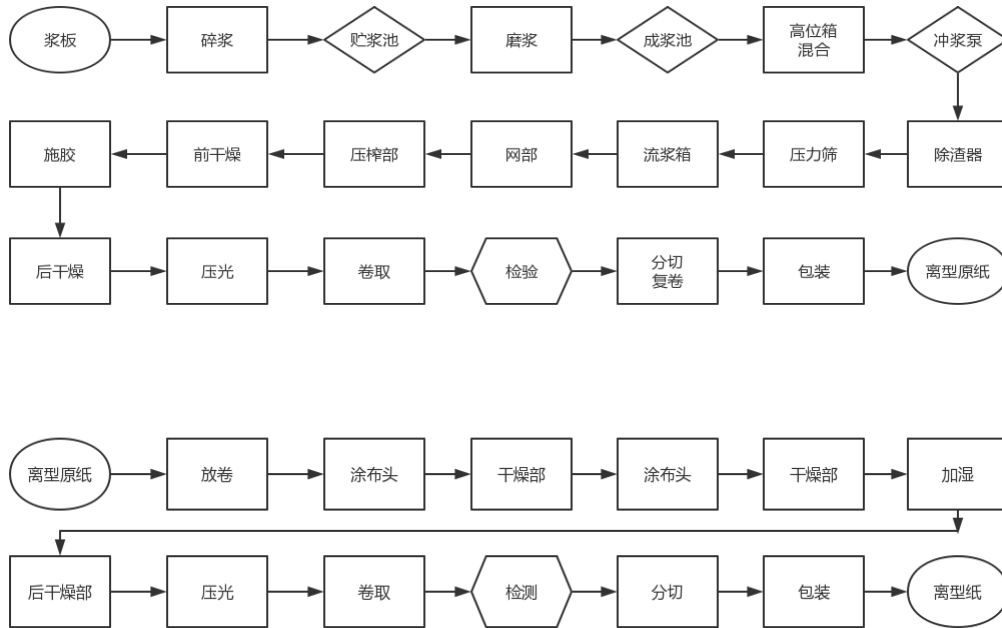 浆板
碎浆
贮浆池
磨浆
成浆池
高位箱
混合
冲浆泵
施胶
前干燥
压榨部
网部
流浆箱
压力筛
除渣器
后干燥
压光
卷取
检验
分切
复卷
包装
离型原纸
离型原纸
放卷
涂布头
干燥部
涂布头
干燥部
加湿
后干燥部
压光
卷取
检测
分切
包装
离型纸